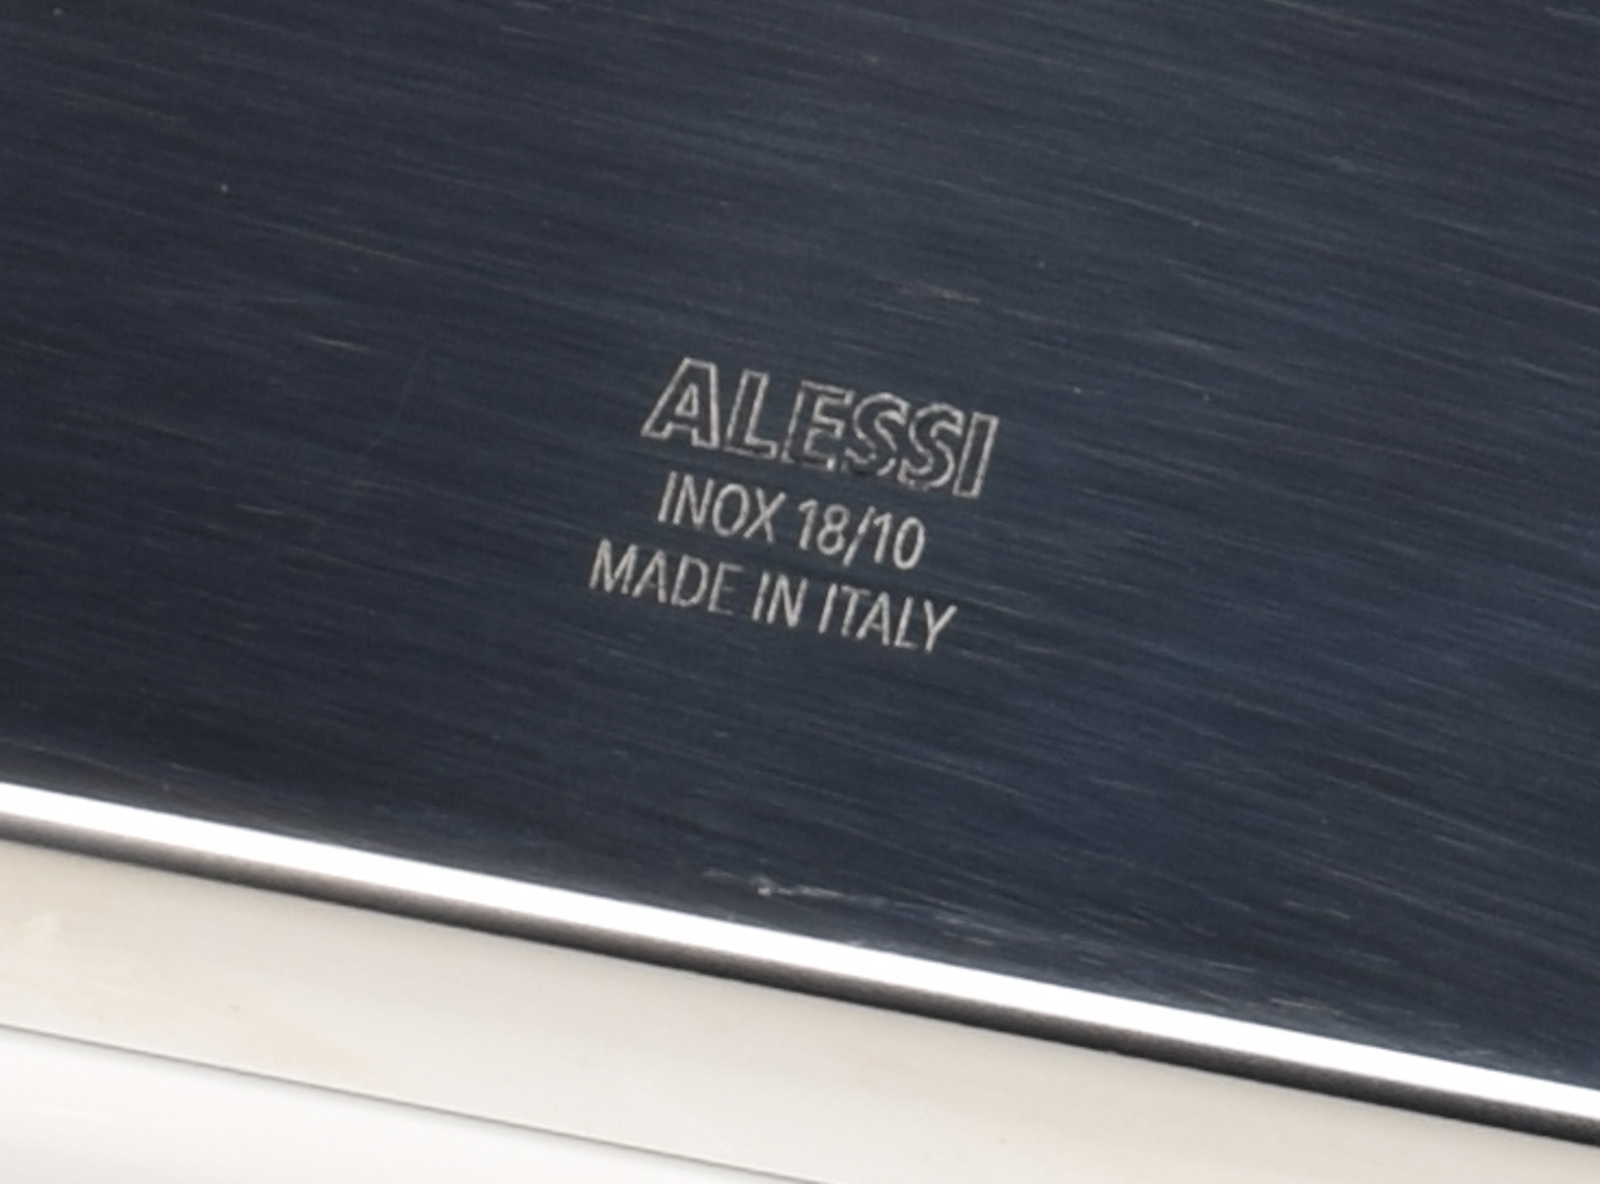 ALESSI
INOX 18/10
MADE IN ITALY